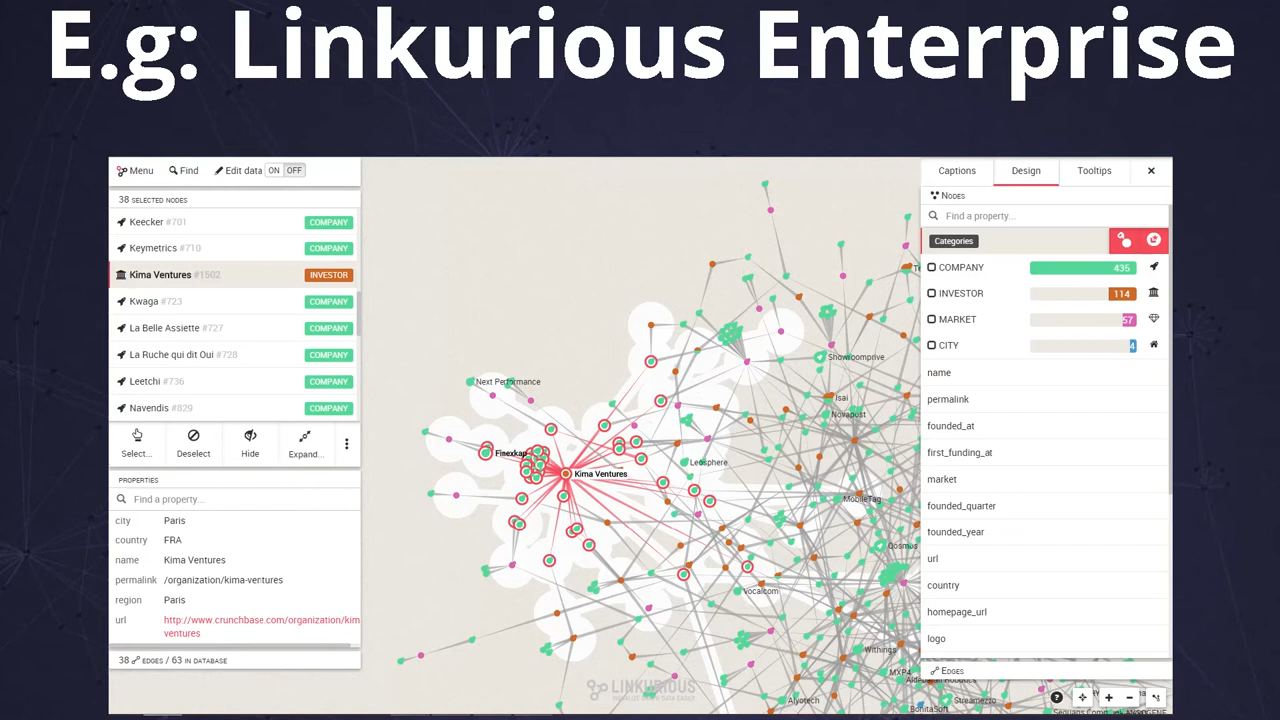 E.g: Linkurious Enterprise
Menu Find Edit data ON OFF
38 SELECTED NODES
Keecker #701 COMPANY
Keymetrics #710 COMPANY
Kima Ventures #1502 INVESTOR
Kwaga #723 COMPANY
La Belle Assiette #727 COMPANY
La Ruche qui dit Oui #728 COMPANY
Leetchi #736 COMPANY
Navendis #829 COMPANY
Select... Deselect Hide Expand...
PROPERTIES
Find a property...
city Paris
country FRA
name Kima Ventures
permalink /organization/kima-ventures
region Paris
url http://www.crunchbase.com/organization/kim
ventures
38 EDGES / 63 IN DATABASE
Next Performance
Finexkap
Kima Ventures
Showroomprive
Isai
Novapost
Leosphere
MobileTag
Qosmos
Vocalcom
Withings
MXP4
Aldebaran Robotics
Alyotech
BonitaSoft
Streamezzo
LINKURIOUS
Captions Design Tooltips
NODES
Find a property...
Categories
COMPANY 435
INVESTOR 114
MARKET 57
CITY 4
name
permalink
founded_at
first_funding_at
market
founded_quarter
founded_year
url
country
homepage_url
logo
EDGES